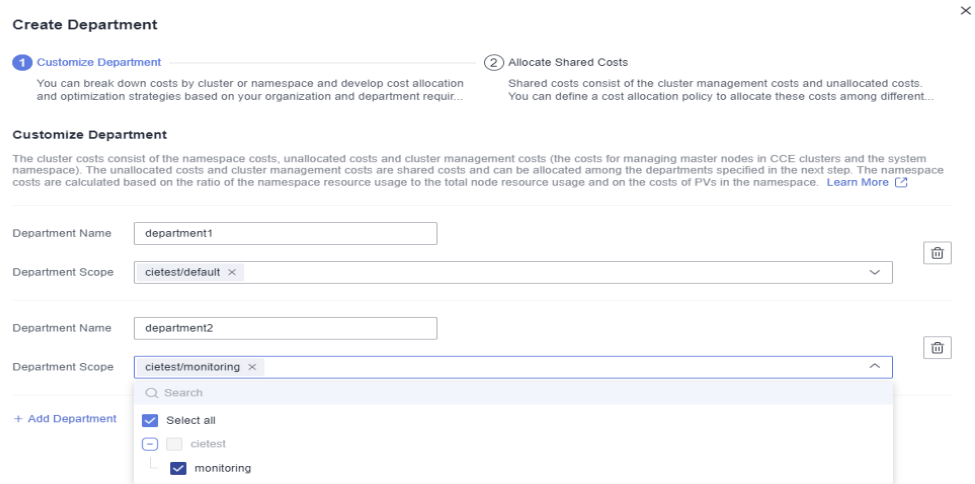 Create Department
1 Customize Department
2 Allocate Shared Costs
You can break down costs by cluster or namespace and develop cost allocation
and optimization strategies based on your organization and department requir...
Shared costs consist of the cluster management costs and unallocated costs.
You can define a cost allocation policy to allocate these costs among different...
Customize Department
The cluster costs consist of the namespace costs, unallocated costs and cluster management costs (the costs for managing master nodes in CCE clusters and the system
namespace). The unallocated costs and cluster management costs are shared costs and can be allocated among the departments specified in the next step. The namespace
costs are calculated based on the ratio of the namespace resource usage to the total node resource usage and on the costs of PVs in the namespace. Learn More
Department Name department1
Department Scope cietest/default ×
Department Name department2
Department Scope cietest/monitoring ×
Search
+ Add Department
Select all
cietest
monitoring